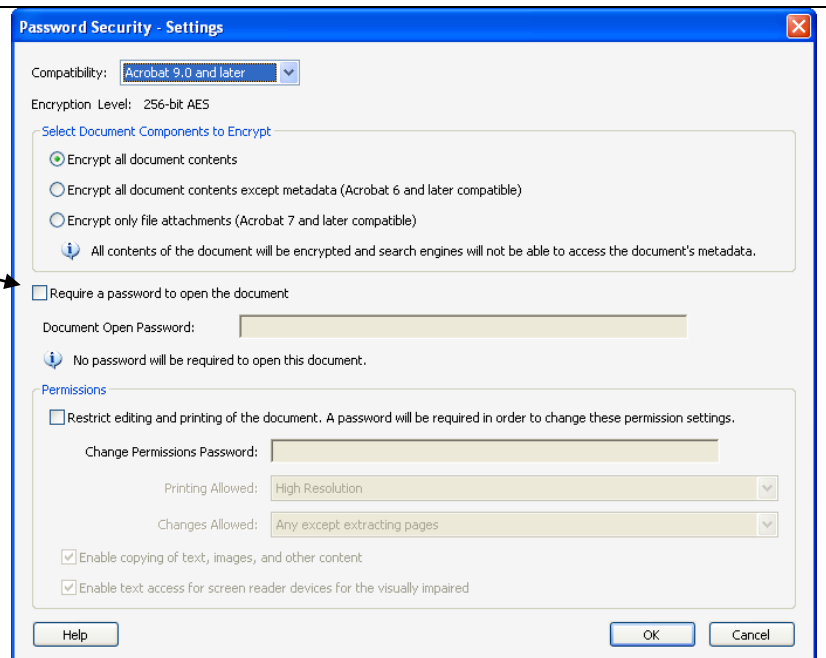 Password Security - Settings
Compatibility: Acrobat 9.0 and later
Encryption Level: 256-bit AES
Select Document Components to Encrypt
Encrypt all document contents
Encrypt all document contents except metadata (Acrobat 6 and later compatible)
Encrypt only file attachments (Acrobat 7 and later compatible)
All contents of the document will be encrypted and search engines will not be able to access the document's metadata.
Require a password to open the document
Document Open Password:
No password will be required to open this document.
Permissions
Restrict editing and printing of the document. A password will be required in order to change these permission settings.
Change Permissions Password:
Printing Allowed: High Resolution
Changes Allowed: Any except extracting pages
Enable copying of text, images, and other content
Enable text access for screen reader devices for the visually impaired
Help OK Cancel